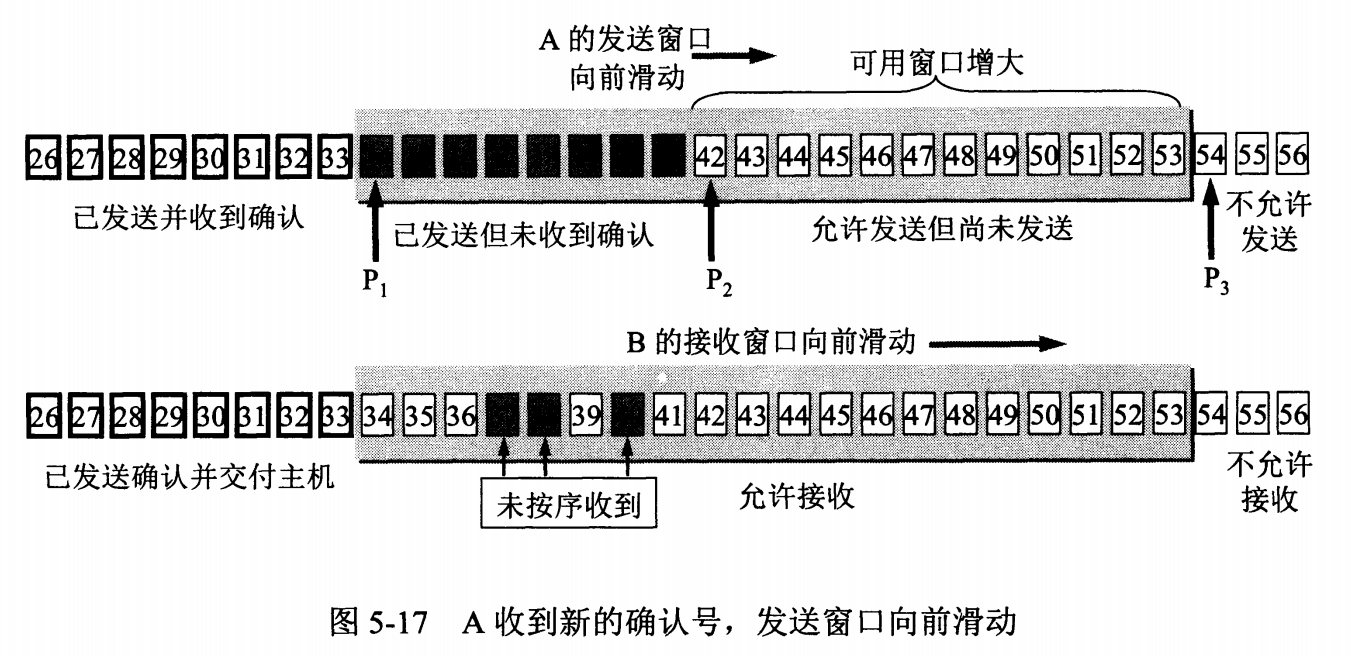 A 的发送窗口
向前滑动
可用窗口增大
26 27 28 29 30 31 32 33 42 43 44 45 46 47 48 49 50 51 52 53 54 55 56
已发送并收到确认
已发送但未收到确认
允许发送但尚未发送
不允许
发送
P1
P2
P3
B 的接收窗口向前滑动
26 27 28 29 30 31 32 33 34 35 36 39 41 42 43 44 45 46 47 48 49 50 51 52 53 54 55 56
已发送确认并交付主机
未按序收到
允许接收
不允许
接收
图 5-17 A 收到新的确认号，发送窗口向前滑动